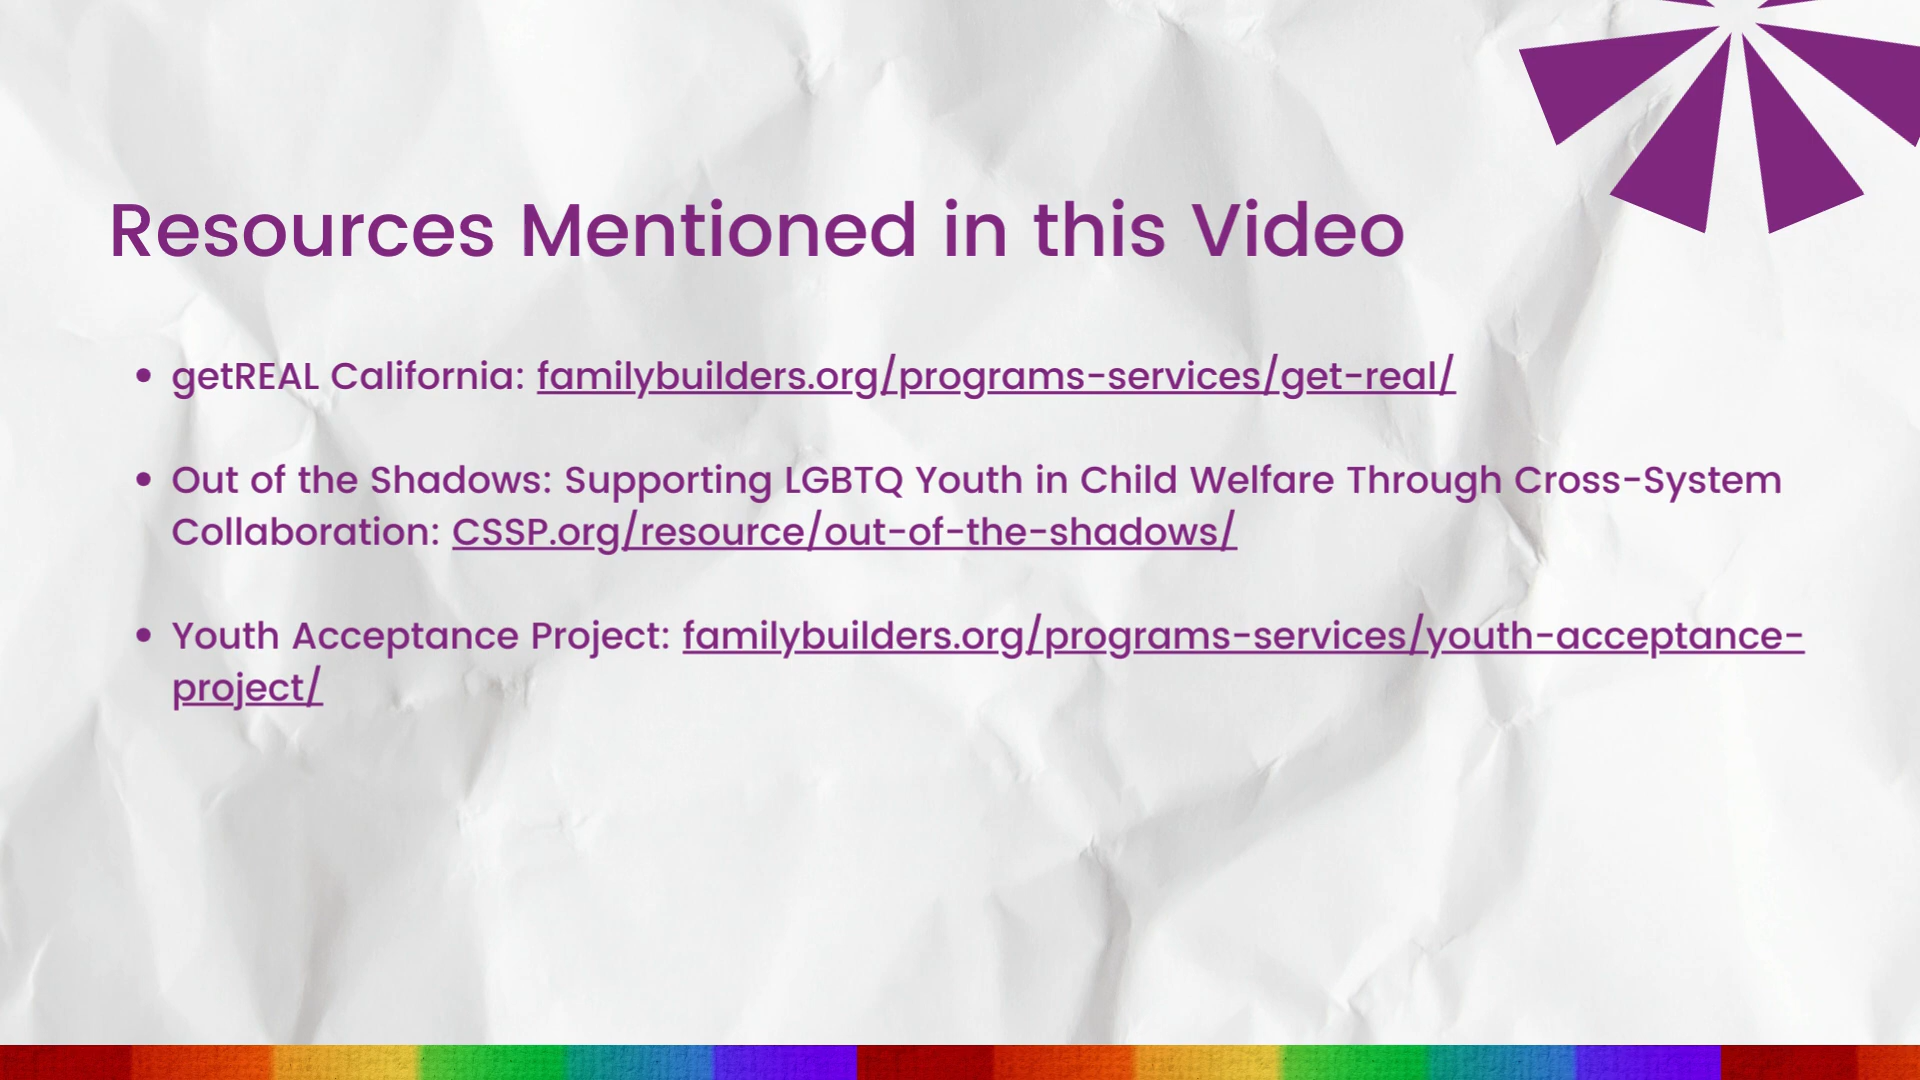 Resources Mentioned in this Video
• getREAL California: familybuilders.org/programs-services/get-real/
• Out of the Shadows: Supporting LGBTQ Youth in Child Welfare Through Cross-System
Collaboration: CSSP.org/resource/out-of-the-shadows/
• Youth Acceptance Project: familybuilders.org/programs-services/youth-acceptance-
project/